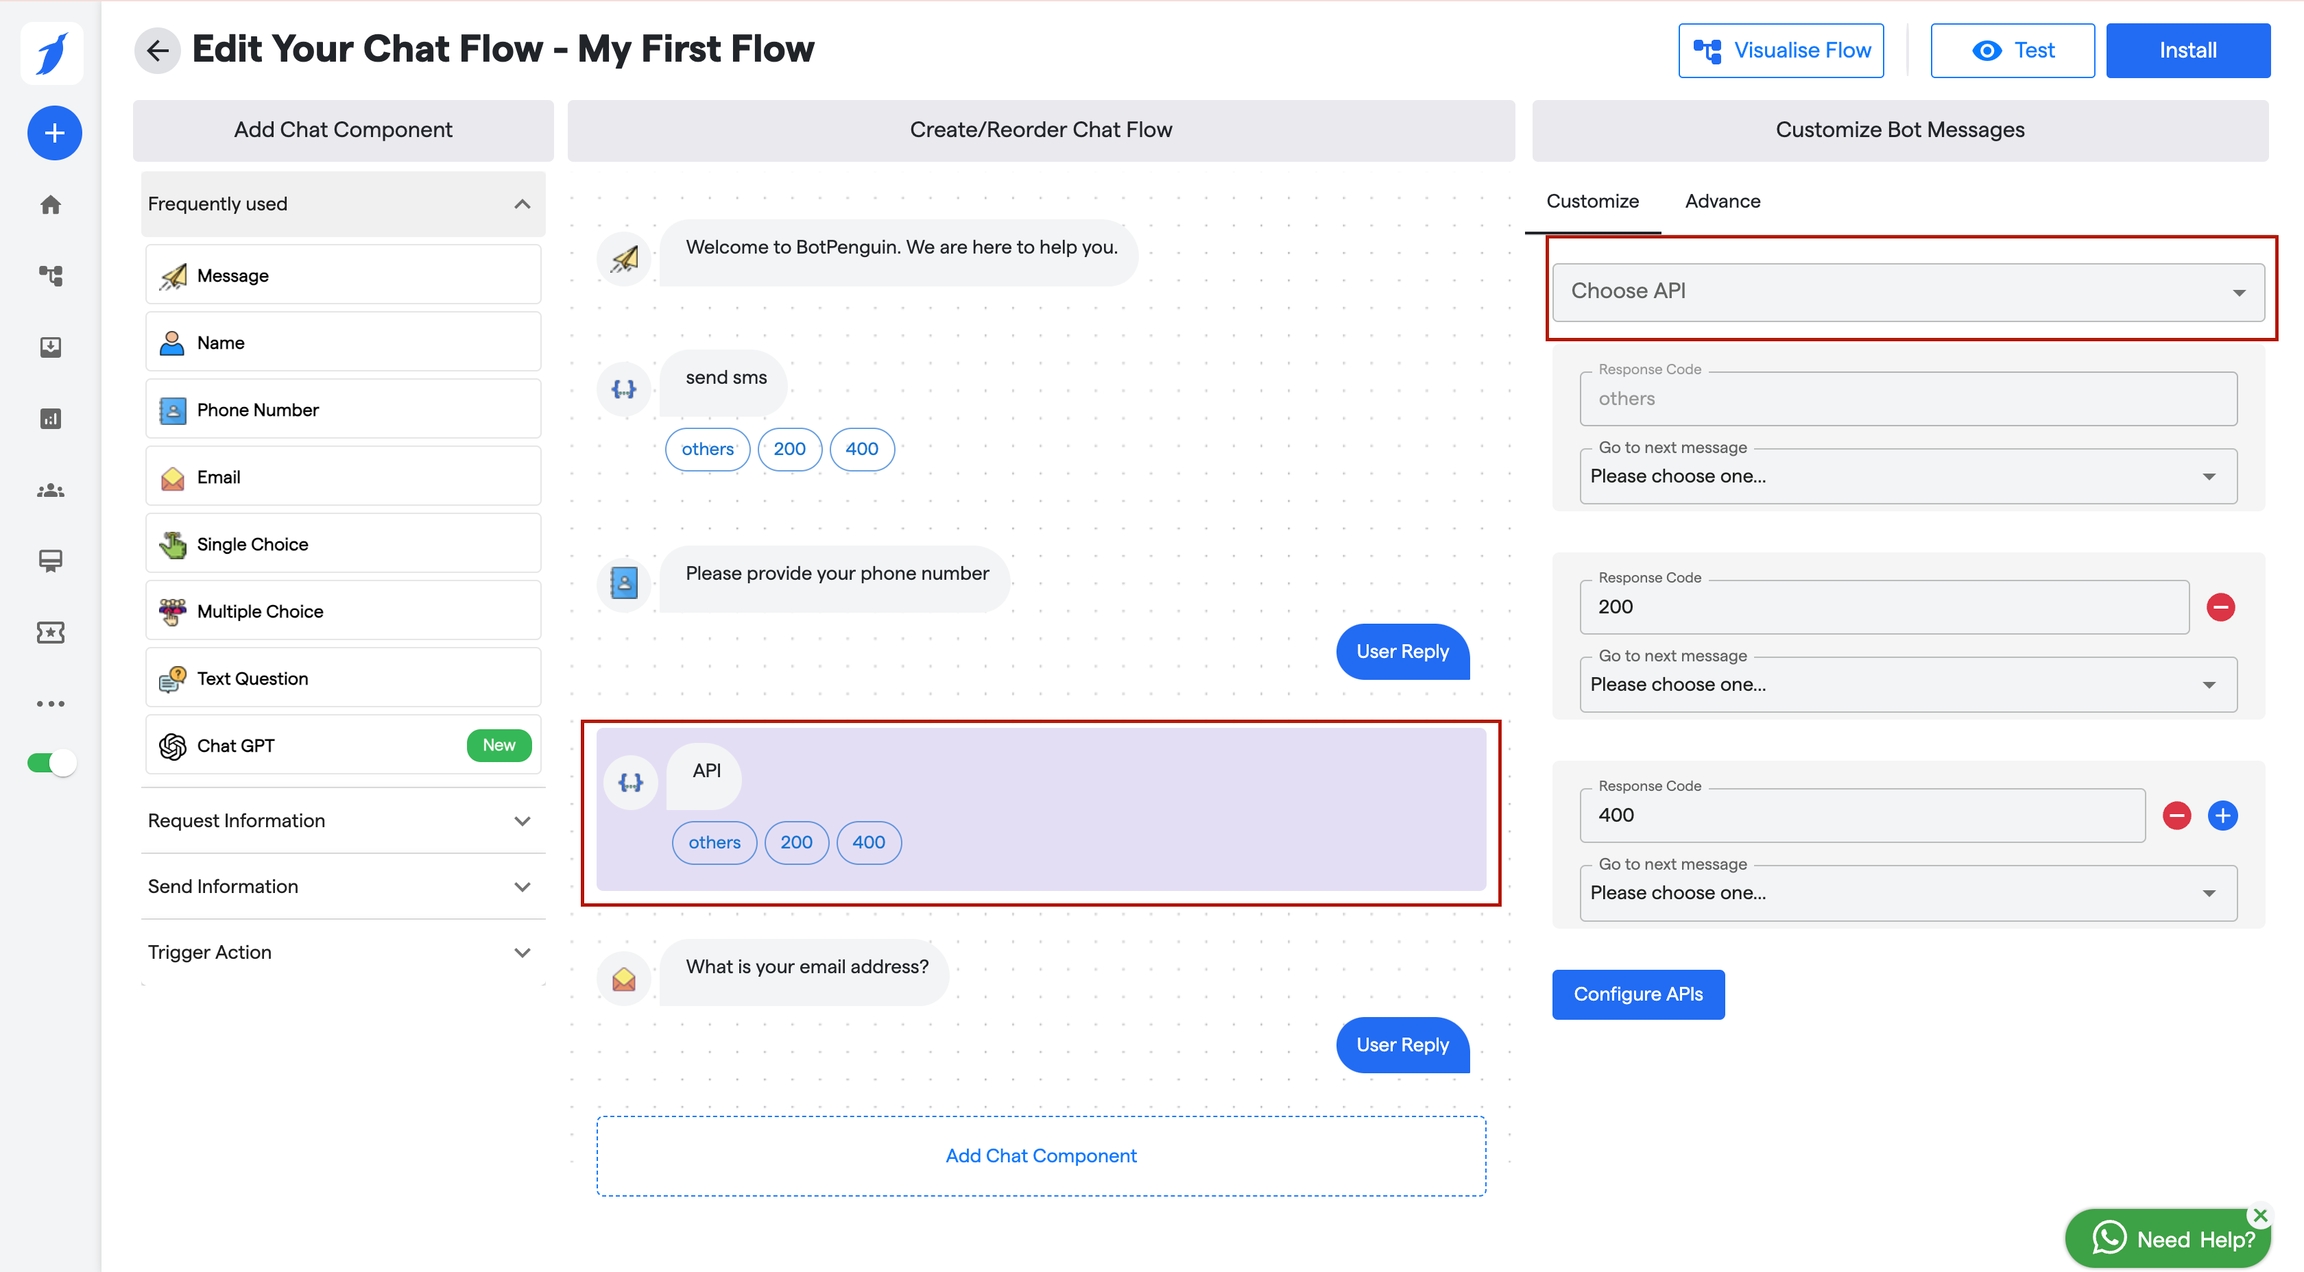 Edit Your Chat Flow - My First Flow
Visualise Flow
Test
Install
Add Chat Component
Create/Reorder Chat Flow
Customize Bot Messages
Frequently used
Message
Name
Phone Number
Email
Single Choice
Multiple Choice
Text Question
Chat GPT
New
Request Information
Send Information
Trigger Action
Welcome to BotPenguin. We are here to help you.
send sms
others
200
400
Please provide your phone number
User Reply
API
others
200
400
What is your email address?
User Reply
Add Chat Component
Customize
Advance
Choose API
Response Code
others
Go to next message
Please choose one...
Response Code
200
Go to next message
Please choose one...
Response Code
400
Go to next message
Please choose one...
Configure APIs
Need Help?